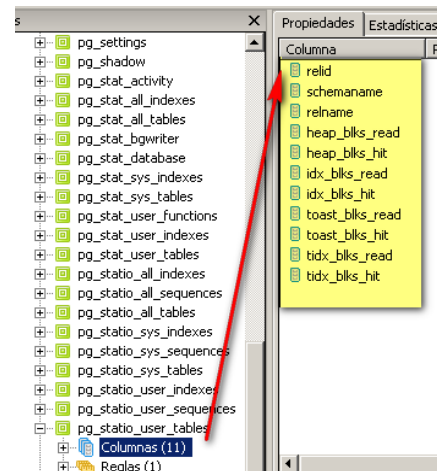 s
pg_settings
pg_shadow
pg_stat_activity
pg_stat_all_indexes
pg_stat_all_tables
pg_stat_bgwriter
pg_stat_database
pg_stat_sys_indexes
pg_stat_sys_tables
pg_stat_user_functions
pg_stat_user_indexes
pg_stat_user_tables
pg_statio_all_indexes
pg_statio_all_sequences
pg_statio_all_tables
pg_statio_sys_indexes
pg_statio_sys_sequences
pg_statio_sys_tables
pg_statio_user_indexes
pg_statio_user_sequences
pg_statio_user_tables
Columnas (11)
Reglas (1)
Propiedades Estadísticas
Columna
relid
schemaname
relname
heap_blks_read
heap_blks_hit
idx_blks_read
idx_blks_hit
toast_blks_read
toast_blks_hit
tidx_blks_read
tidx_blks_hit